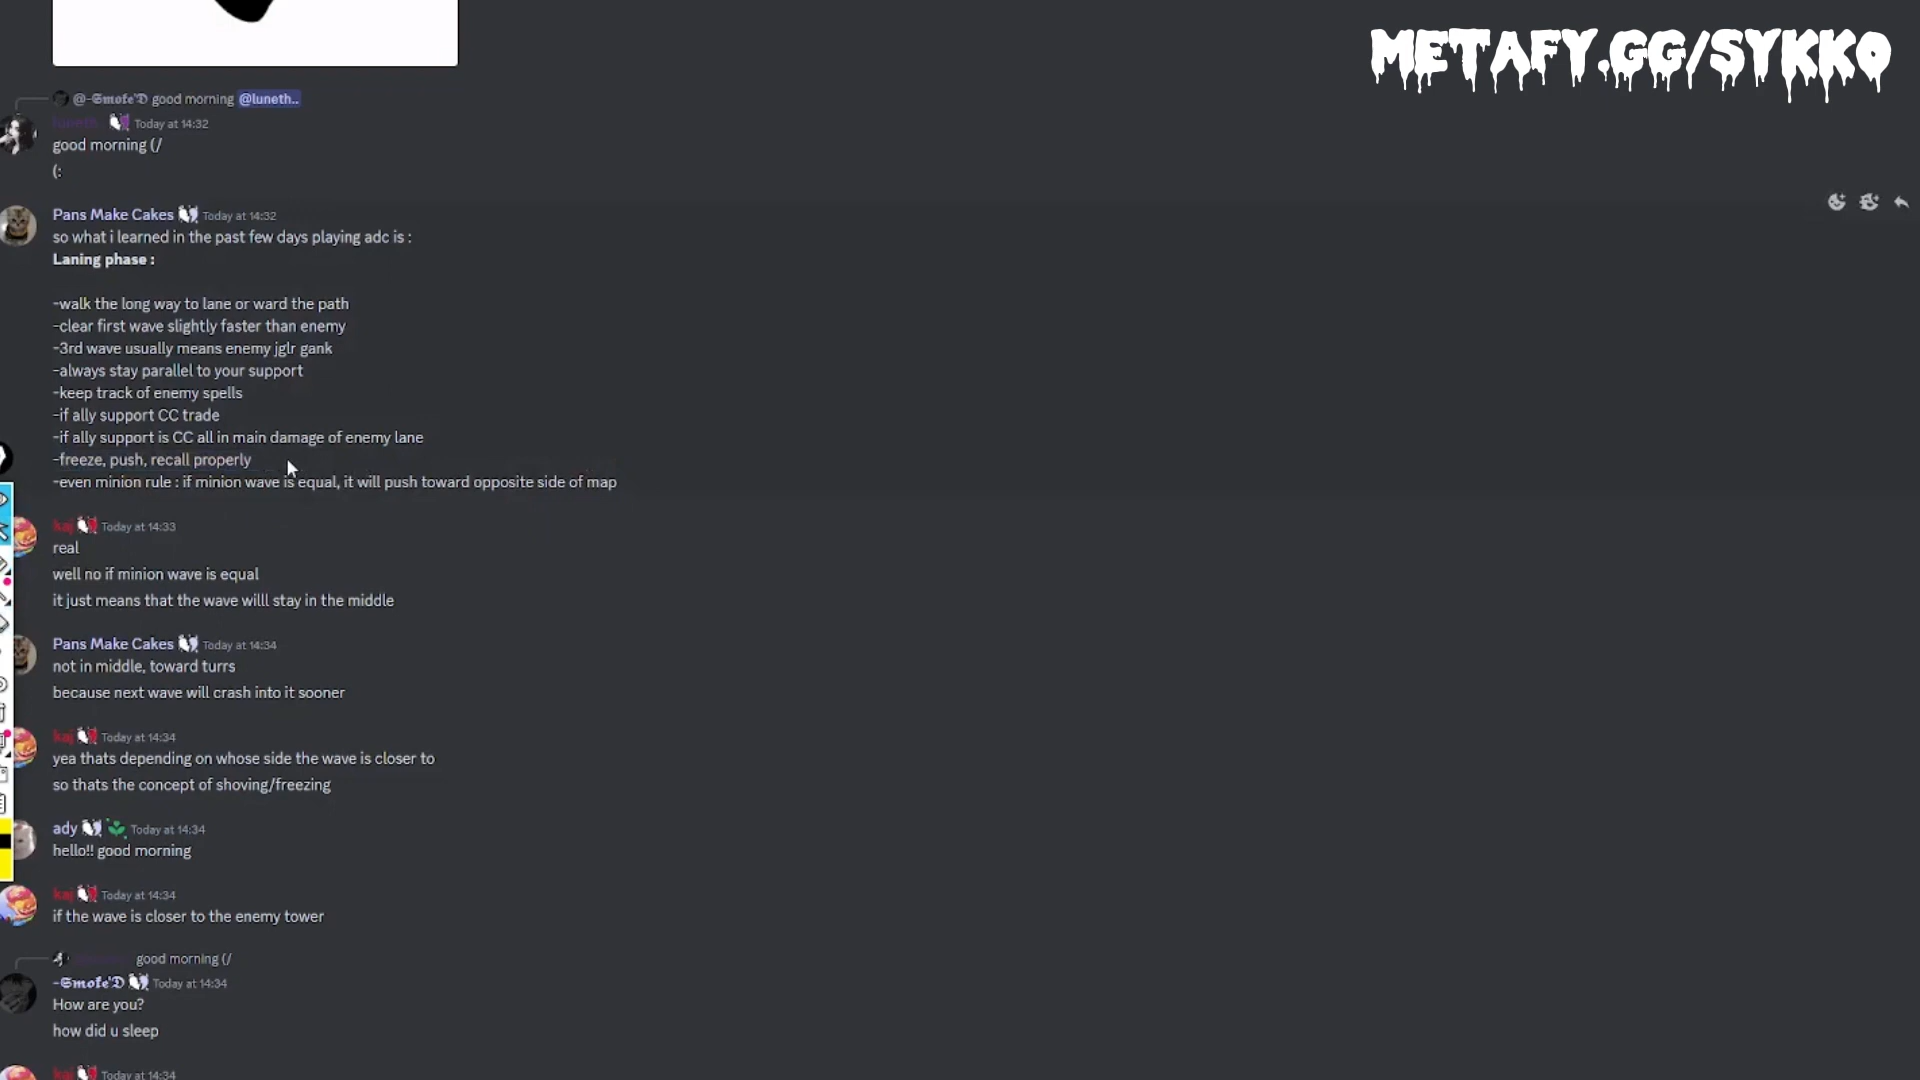 METAFY.GG/SYKKO
@-𝕾𝖒𝖔𝖐𝖊'𝕯 good morning @luneth..
luneth Today at 14:32
good morning (/
(:
Pans Make Cakes Today at 14:32
so what i learned in the past few days playing adc is :
Laning phase :
-walk the long way to lane or ward the path
-clear first wave slightly faster than enemy
-3rd wave usually means enemy jglr gank
-always stay parallel to your support
-keep track of enemy spells
-if ally support CC trade
-if ally support is CC all in main damage of enemy lane
-freeze, push, recall properly
-even minion rule : if minion wave is equal, it will push toward opposite side of map
kaj Today at 14:33
real
well no if minion wave is equal
it just means that the wave willl stay in the middle
Pans Make Cakes Today at 14:34
not in middle, toward turrs
because next wave will crash into it sooner
kaj Today at 14:34
yea thats depending on whose side the wave is closer to
so thats the concept of shoving/freezing
ady Today at 14:34
hello!! good morning
kaj Today at 14:34
if the wave is closer to the enemy tower
good morning (/
-𝕾𝖒𝖔𝖐𝖊'𝕯 Today at 14:34
How are you?
how did u sleep
kaj Today at 14:34